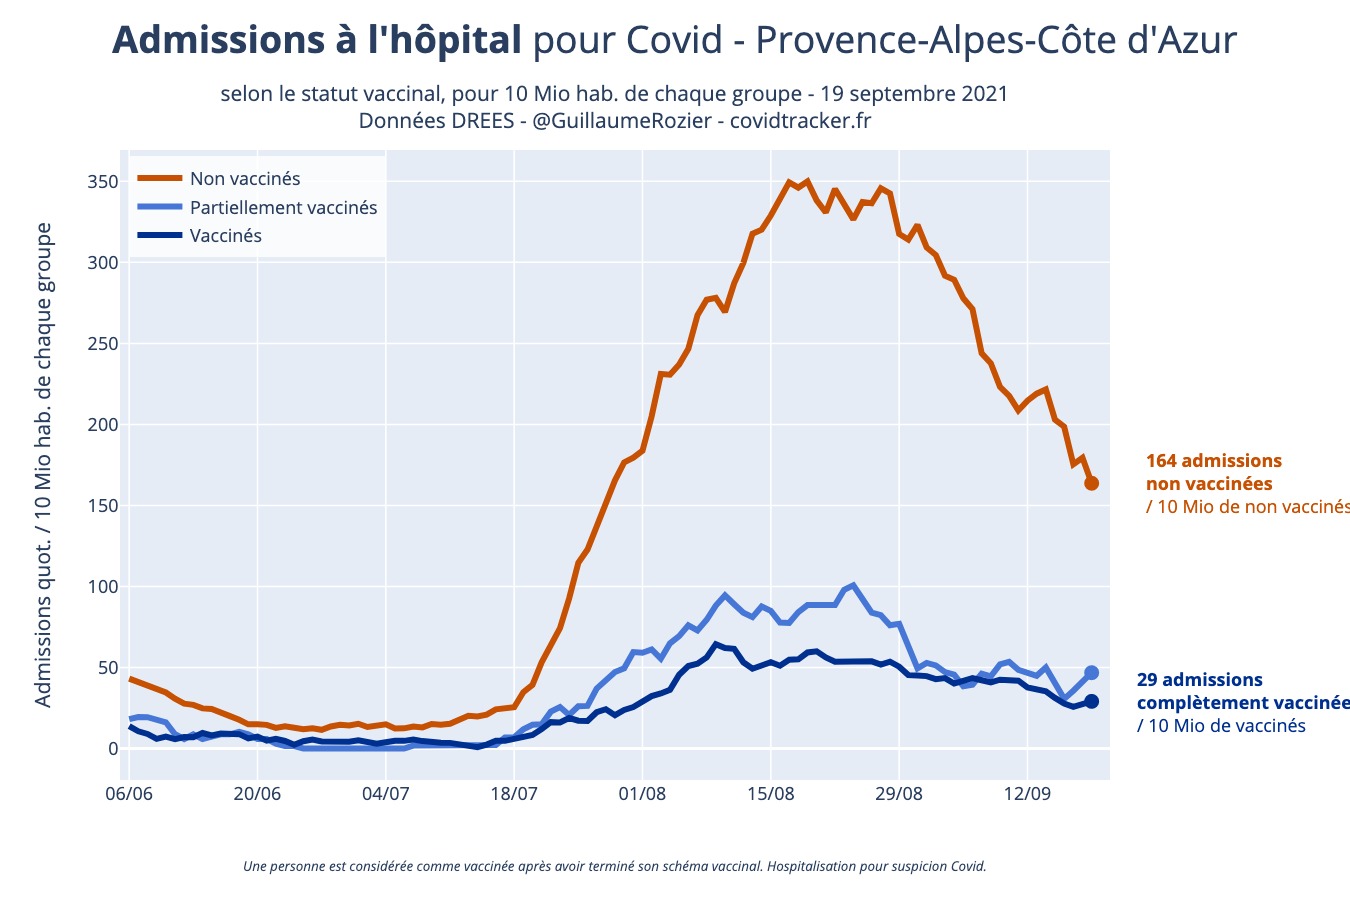 Admissions à l'hôpital pour Covid - Provence-Alpes-Côte d'Azur
selon le statut vaccinal, pour 10 Mio hab. de chaque groupe - 19 septembre 2021
Données DREES - @GuillaumeRozier - covidtracker.fr
Non vaccinés
Partiellement vaccinés
Vaccinés
Admissions quot. / 10 Mio hab. de chaque groupe
350
300
250
200
150
100
50
0
06/06
20/06
04/07
18/07
01/08
15/08
29/08
12/09
164 admissions
non vaccinées
/ 10 Mio de non vaccinés
29 admissions
complètement vaccinée
/ 10 Mio de vaccinés
Une personne est considérée comme vaccinée après avoir terminé son schéma vaccinal. Hospitalisation pour suspicion Covid.